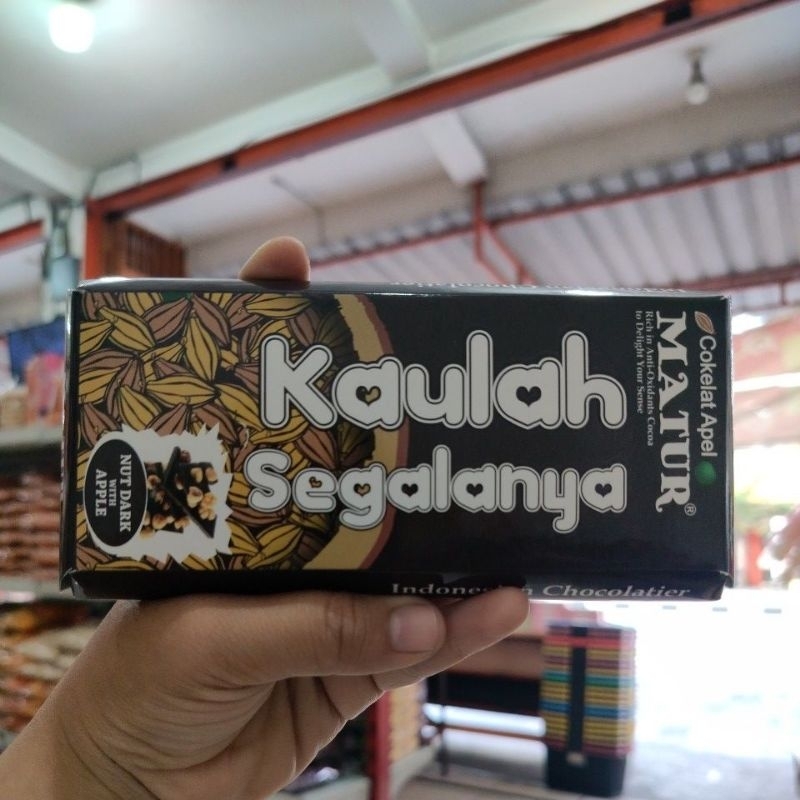 Kaulah
Segalanya
Cokelat Apel
MATUR®
Rich in Anti-Oxidants Cocoa
to Delight Your Sense
NUT DARK
WITH
APPLE
Chocolatier